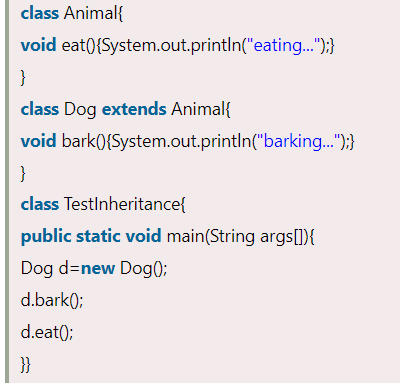 class Animal{
void eat(){System.out.println("eating...");}
}
class Dog extends Animal{
void bark(){System.out.println("barking...");}
}
class TestInheritance{
public static void main(String args[]){
Dog d=new Dog();
d.bark();
d.eat();
}}